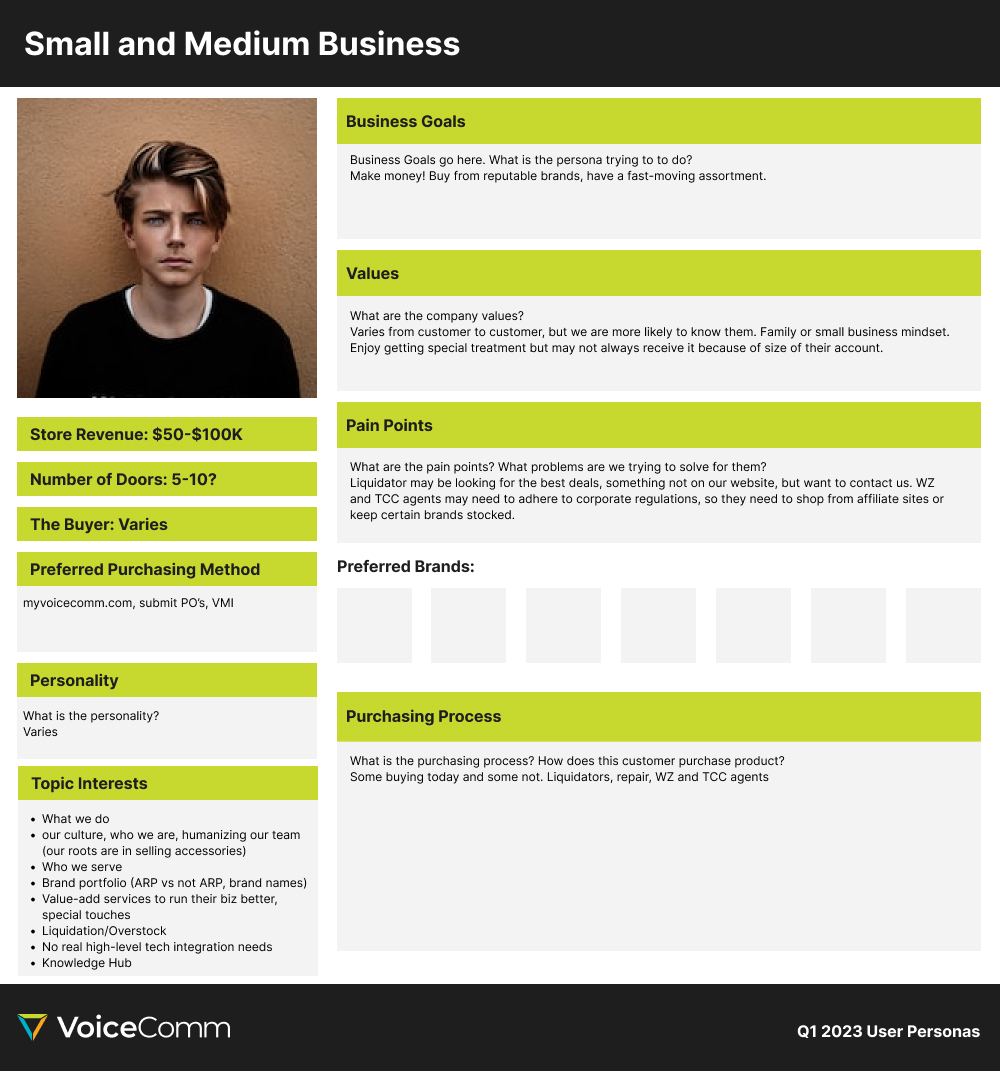 Small and Medium Business
Store Revenue: $50-$100K
Number of Doors: 5-10?
The Buyer: Varies
Preferred Purchasing Method
myvoicecomm.com, submit PO's, VMI
Personality
What is the personality?
Varies
Topic Interests
• What we do
• our culture, who we are, humanizing our team
(our roots are in selling accessories)
• Who we serve
• Brand portfolio (ARP vs not ARP, brand names)
• Value-add services to run their biz better,
special touches
• Liquidation/Overstock
• No real high-level tech integration needs
• Knowledge Hub
Business Goals
Business Goals go here. What is the persona trying to to do?
Make money! Buy from reputable brands, have a fast-moving assortment.
Values
What are the company values?
Varies from customer to customer, but we are more likely to know them. Family or small business mindset.
Enjoy getting special treatment but may not always receive it because of size of their account.
Pain Points
What are the pain points? What problems are we trying to solve for them?
Liquidator may be looking for the best deals, something not on our website, but want to contact us. WZ
and TCC agents may need to adhere to corporate regulations, so they need to shop from affiliate sites or
keep certain brands stocked.
Preferred Brands:
Purchasing Process
What is the purchasing process? How does this customer purchase product?
Some buying today and some not. Liquidators, repair, WZ and TCC agents
VoiceComm
Q1 2023 User Personas